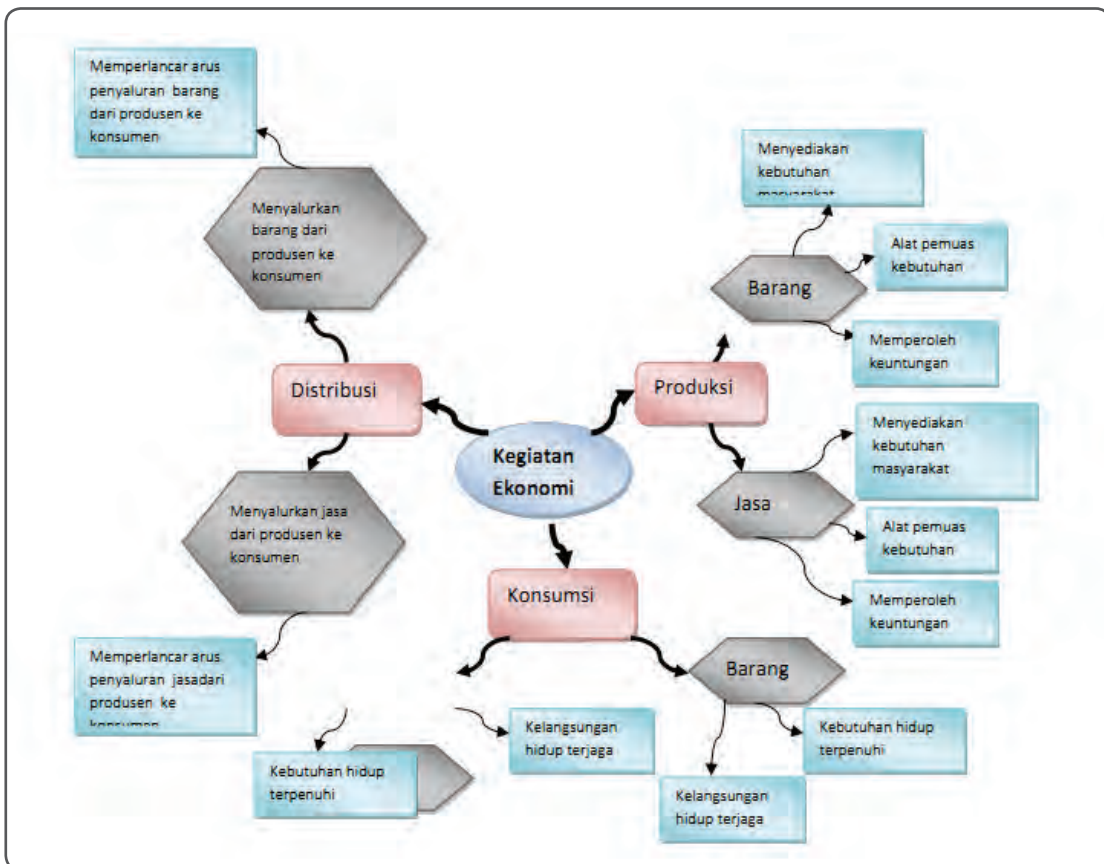 Memperlancar arus
penyaluran barang
dari produsen ke
konsumen
Menyalurkan
barang dari
produsen ke
konsumen
Distribusi
Menyalurkan jasa
dari produsen ke
konsumen
Memperlancar arus
penyaluran jasadari
produsen ke
konsumen
Kegiatan
Ekonomi
Produksi
Barang
Menyediakan
kebutuhan
masyarakat
Alat pemuas
kebutuhan
Memperoleh
keuntungan
Jasa
Menyediakan
kebutuhan
masyarakat
Alat pemuas
kebutuhan
Memperoleh
keuntungan
Konsumsi
Kebutuhan hidup
terpenuhi
Kelangsungan
hidup terjaga
Barang
Kebutuhan hidup
terpenuhi
Kelangsungan
hidup terjaga